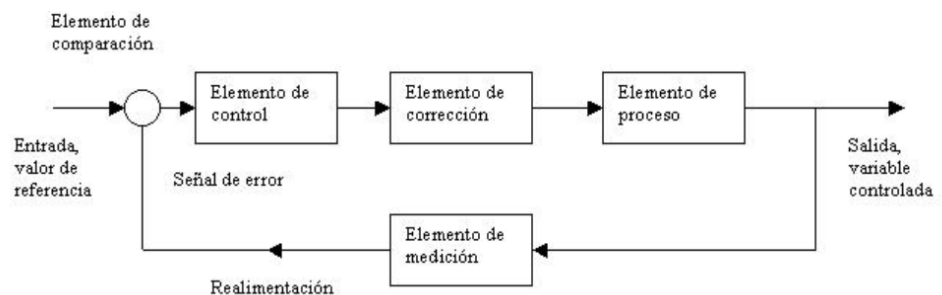 Elemento de
comparación
Elemento de
control
Elemento de
corrección
Elemento de
proceso
Entrada,
valor de
referencia
Señal de error
Salida,
variable
controlada
Elemento de
medición
Realimentación